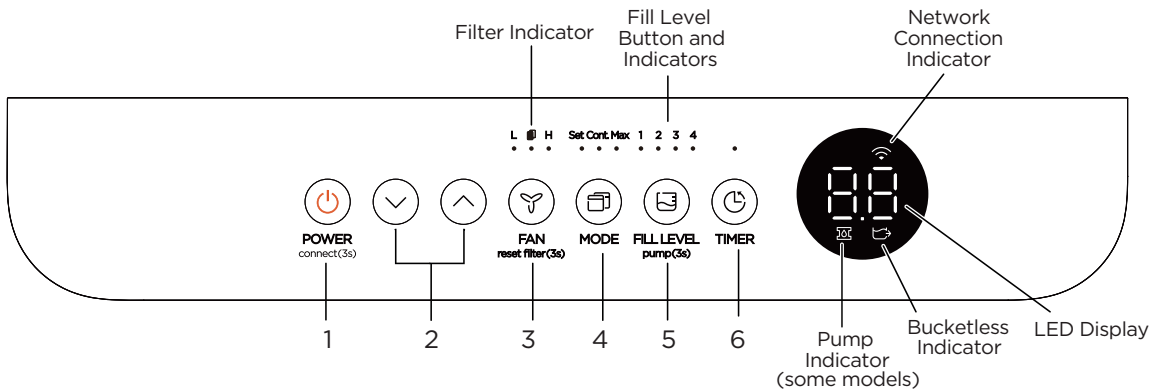 Filter Indicator
Fill Level
Button and
Indicators
Network
Connection
Indicator
L H Set Cont. Max 1 2 3 4
8.8
POWER
connect(3s)
FAN
reset filter(3s)
MODE
FILL LEVEL
pump(3s)
TIMER
1 2 3 4 5 6
Pump
Indicator
(some models)
Bucketless
Indicator
LED Display